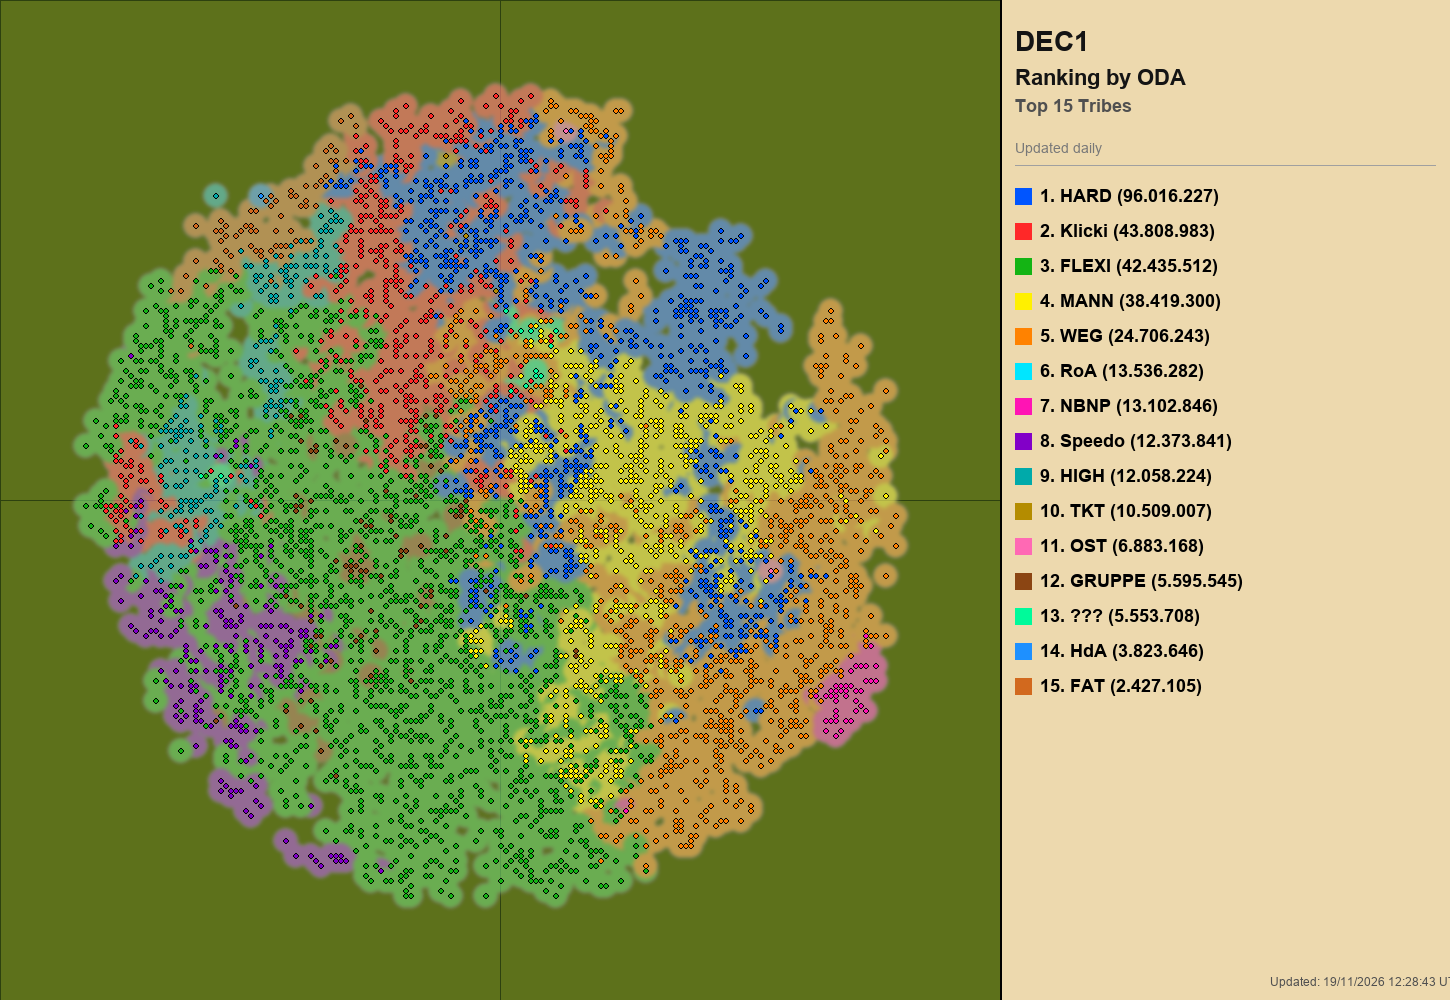 DEC1
Ranking by ODA
Top 15 Tribes
Updated daily
1. HARD (96.016.227)
2. Klicki (43.808.983)
3. FLEXI (42.435.512)
4. MANN (38.419.300)
5. WEG (24.706.243)
6. RoA (13.536.282)
7. NBNP (13.102.846)
8. Speedo (12.373.841)
9. HIGH (12.058.224)
10. TKT (10.509.007)
11. OST (6.883.168)
12. GRUPPE (5.595.545)
13. ??? (5.553.708)
14. HdA (3.823.646)
15. FAT (2.427.105)
Updated: 19/11/2026 12:28:43